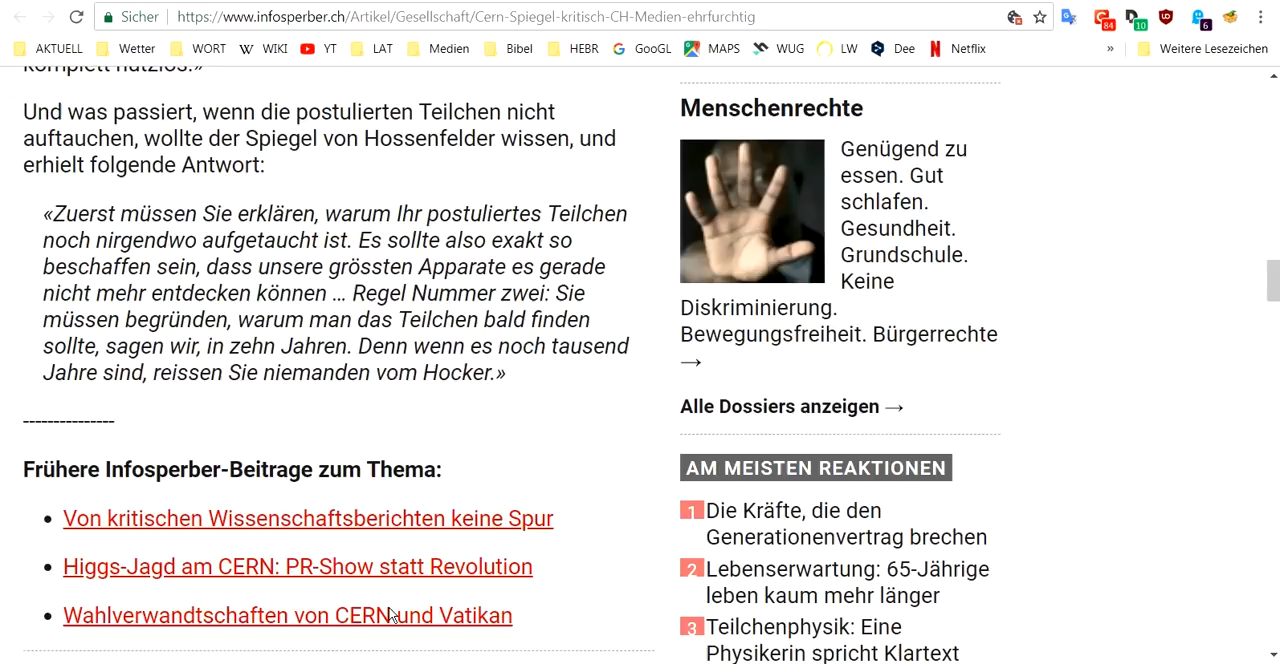 Sicher https://www.infosperber.ch/Artikel/Gesellschaft/Cern-Spiegel-kritisch-CH-Medien-ehrfurchtig
84 10 6
AKTUELL Wetter WORT WIKI YT LAT Medien Bibel HEBR GooGL MAPS WUG LW Dee Netflix » Weitere Lesezeichen
komplett nutzlos.»
Und was passiert, wenn die postulierten Teilchen nicht
auftauchen, wollte der Spiegel von Hossenfelder wissen, und
erhielt folgende Antwort:
«Zuerst müssen Sie erklären, warum Ihr postuliertes Teilchen
noch nirgendwo aufgetaucht ist. Es sollte also exakt so
beschaffen sein, dass unsere grössten Apparate es gerade
nicht mehr entdecken können ... Regel Nummer zwei: Sie
müssen begründen, warum man das Teilchen bald finden
sollte, sagen wir, in zehn Jahren. Denn wenn es noch tausend
Jahre sind, reissen Sie niemanden vom Hocker.»
---------------
Frühere Infosperber-Beitrage zum Thema:
• Von kritischen Wissenschaftsberichten keine Spur
• Higgs-Jagd am CERN: PR-Show statt Revolution
• Wahlverwandtschaften von CERN und Vatikan
Menschenrechte
Genügend zu
essen. Gut
schlafen.
Gesundheit.
Grundschule.
Keine
Diskriminierung.
Bewegungsfreiheit. Bürgerrechte
→
Alle Dossiers anzeigen →
AM MEISTEN REAKTIONEN
1 Die Kräfte, die den
Generationenvertrag brechen
2 Lebenserwartung: 65-Jährige
leben kaum mehr länger
3 Teilchenphysik: Eine
Physikerin spricht Klartext